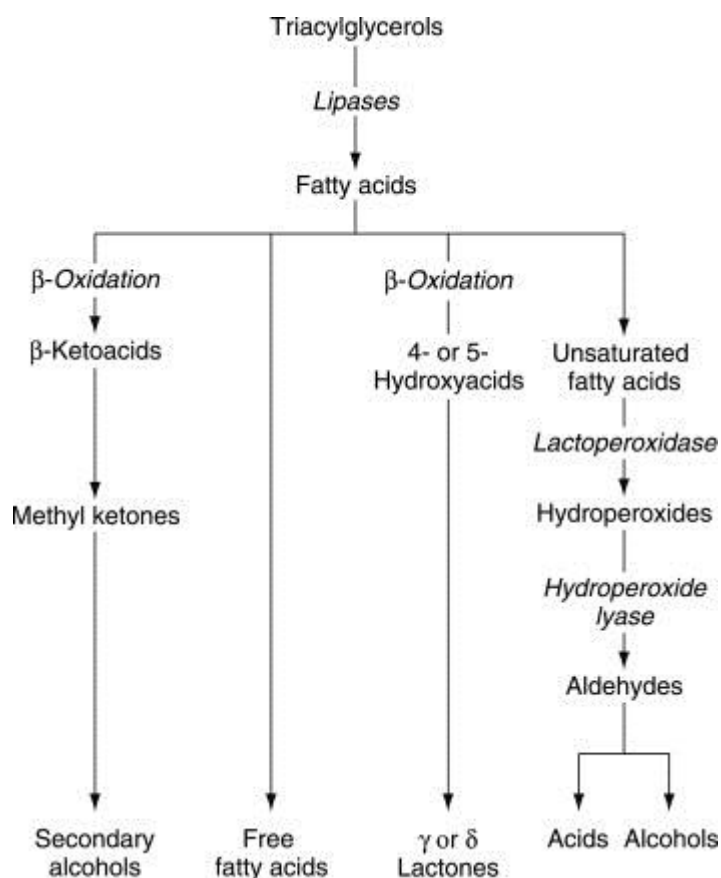 Triacylglycerols
Lipases
Fatty acids
β-Oxidation
β-Ketoacids
Methyl ketones
Secondary
alcohols
Free
fatty acids
β-Oxidation
4- or 5-
Hydroxyacids
γ or δ
Lactones
Unsaturated
fatty acids
Lactoperoxidase
Hydroperoxides
Hydroperoxide
lyase
Aldehydes
Acids
Alcohols